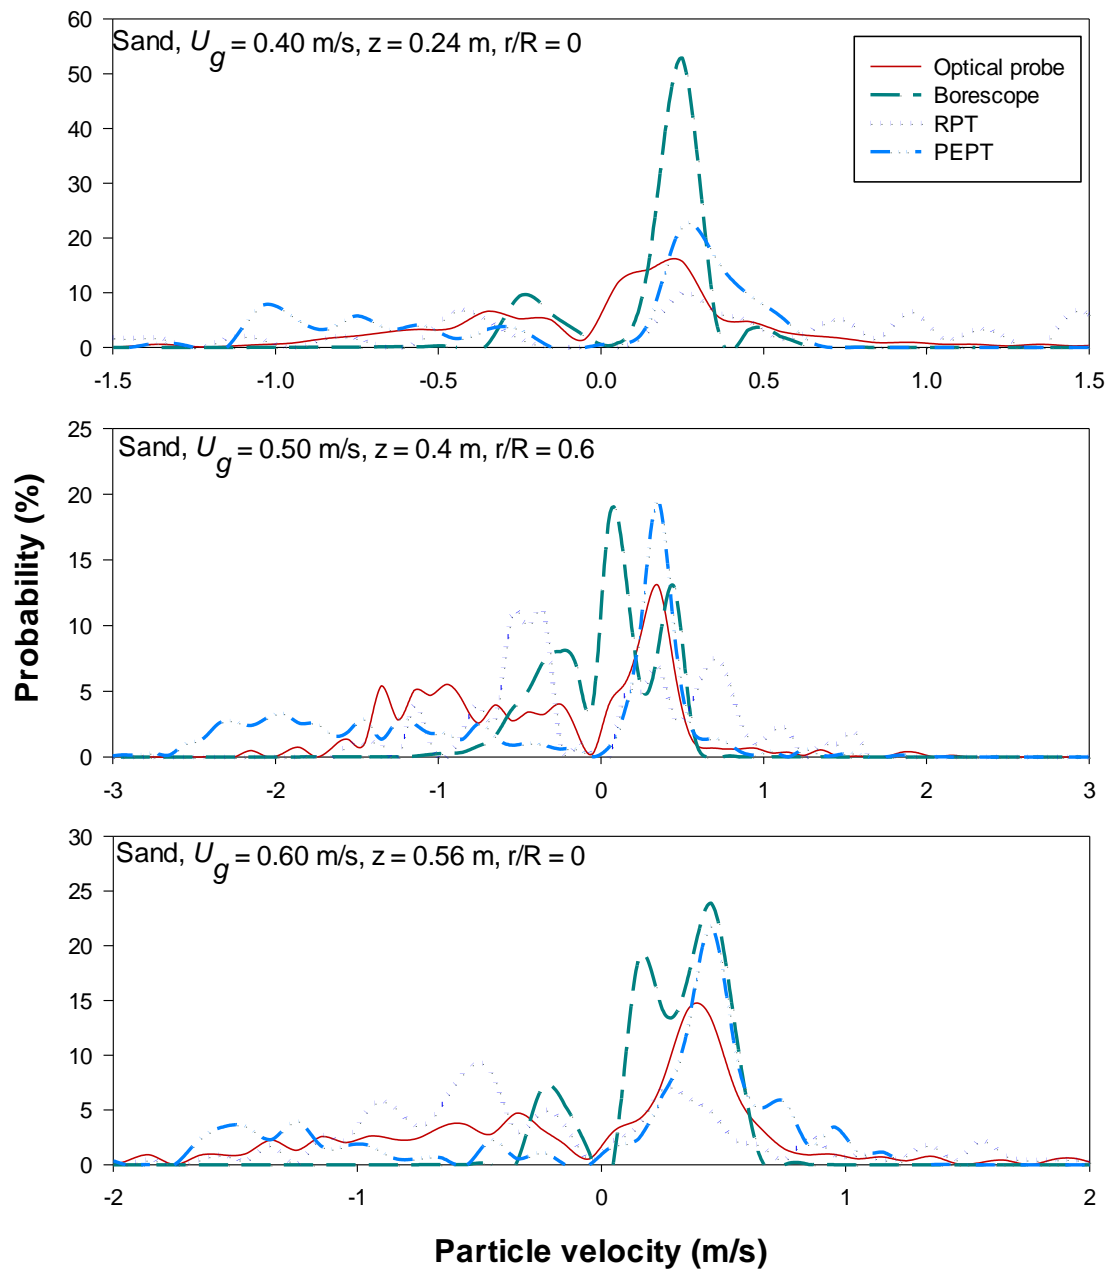 60
Sand, Ug = 0.40 m/s, z = 0.24 m, r/R = 0
50
40
30
20
10
0
Optical probe
Borescope
RPT
PEPT
-1.5 -1.0 -0.5 0.0 0.5 1.0 1.5
25
Sand, Ug = 0.50 m/s, z = 0.4 m, r/R = 0.6
20
15
10
5
0
Probability (%)
-3 -2 -1 0 1 2 3
30
Sand, Ug = 0.60 m/s, z = 0.56 m, r/R = 0
25
20
15
10
5
0
-2 -1 0 1 2
Particle velocity (m/s)